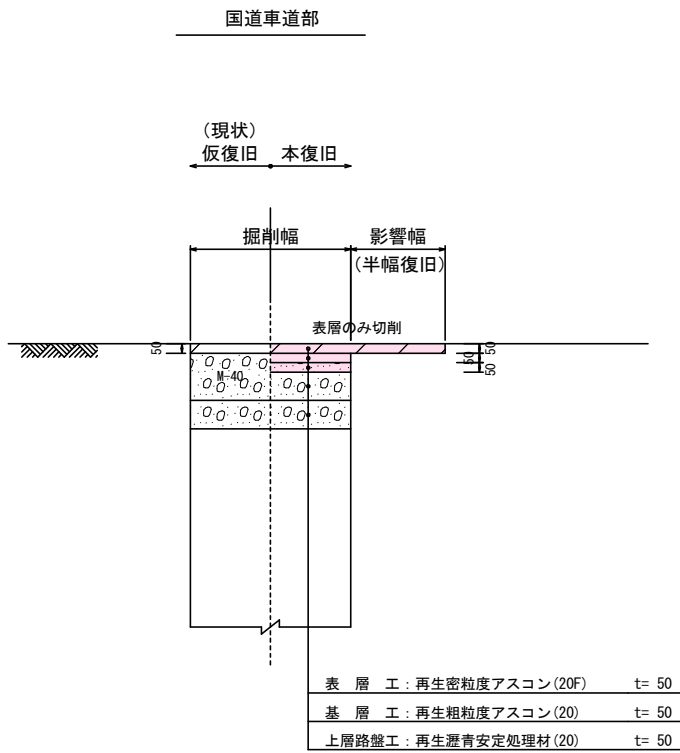 国道車道部
(現状)
仮復旧 本復旧
掘削幅 影響幅
(半幅復旧)
表層のみ切削
50
50
50
50
M-40
表 層 工：再生密粒度アスコン(20F) t= 50
基 層 工：再生粗粒度アスコン(20) t= 50
上層路盤工：再生瀝青安定処理材(20) t= 50